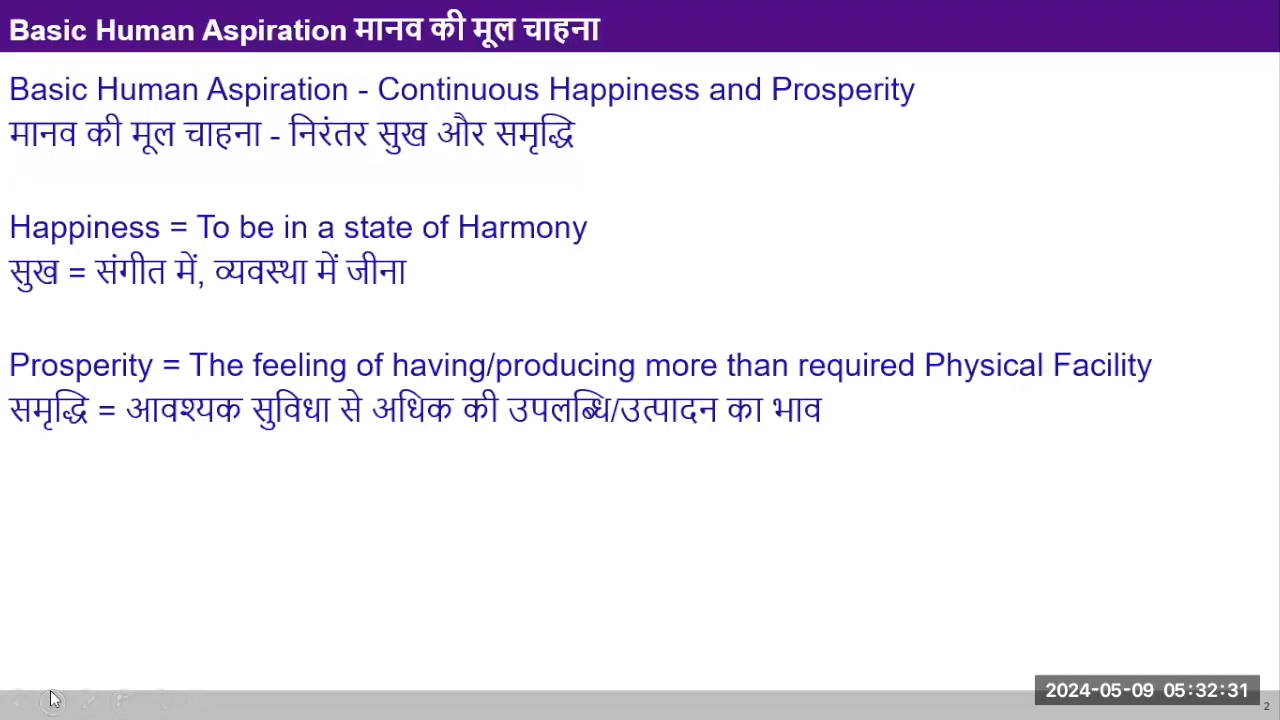 Basic Human Aspiration मानव की मूल चाहना
Basic Human Aspiration - Continuous Happiness and Prosperity
मानव की मूल चाहना - निरंतर सुख और समृद्धि
Happiness = To be in a state of Harmony
सुख = संगीत में, व्यवस्था में जीना
Prosperity = The feeling of having/producing more than required Physical Facility
समृद्धि = आवश्यक सुविधा से अधिक की उपलब्धि/उत्पादन का भाव
2024-05-09 05:32:31
2